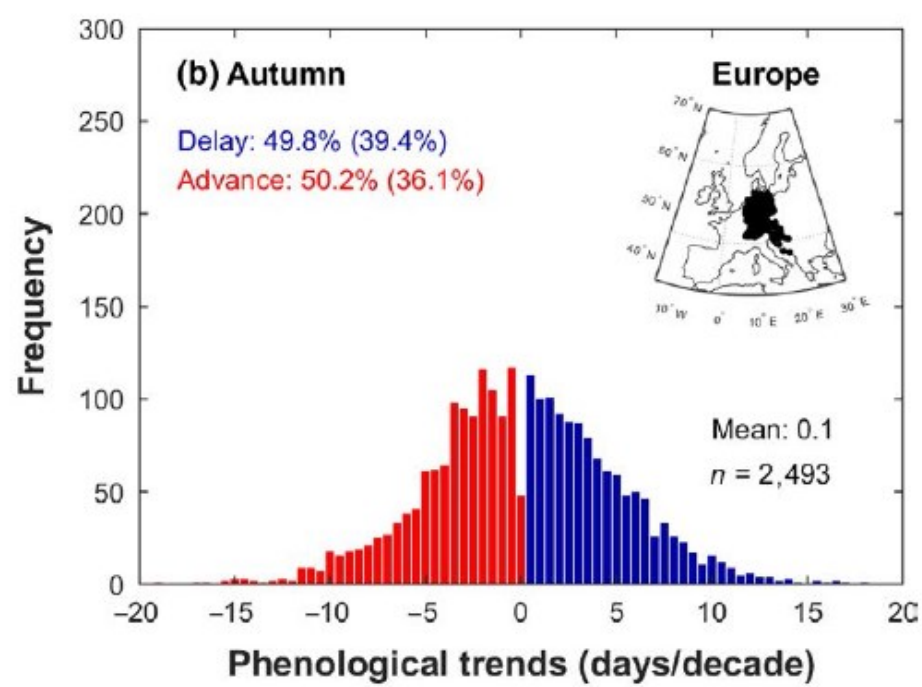 (b) Autumn
Europe
Delay: 49.8% (39.4%)
Advance: 50.2% (36.1%)
70°N
60°N
50°N
40°N
10°W 0° 10°E 20°E 30°E
Mean: 0.1
n = 2,493
Frequency
300
250
200
150
100
50
0
–20 –15 –10 –5 0 5 10 15 20
Phenological trends (days/decade)